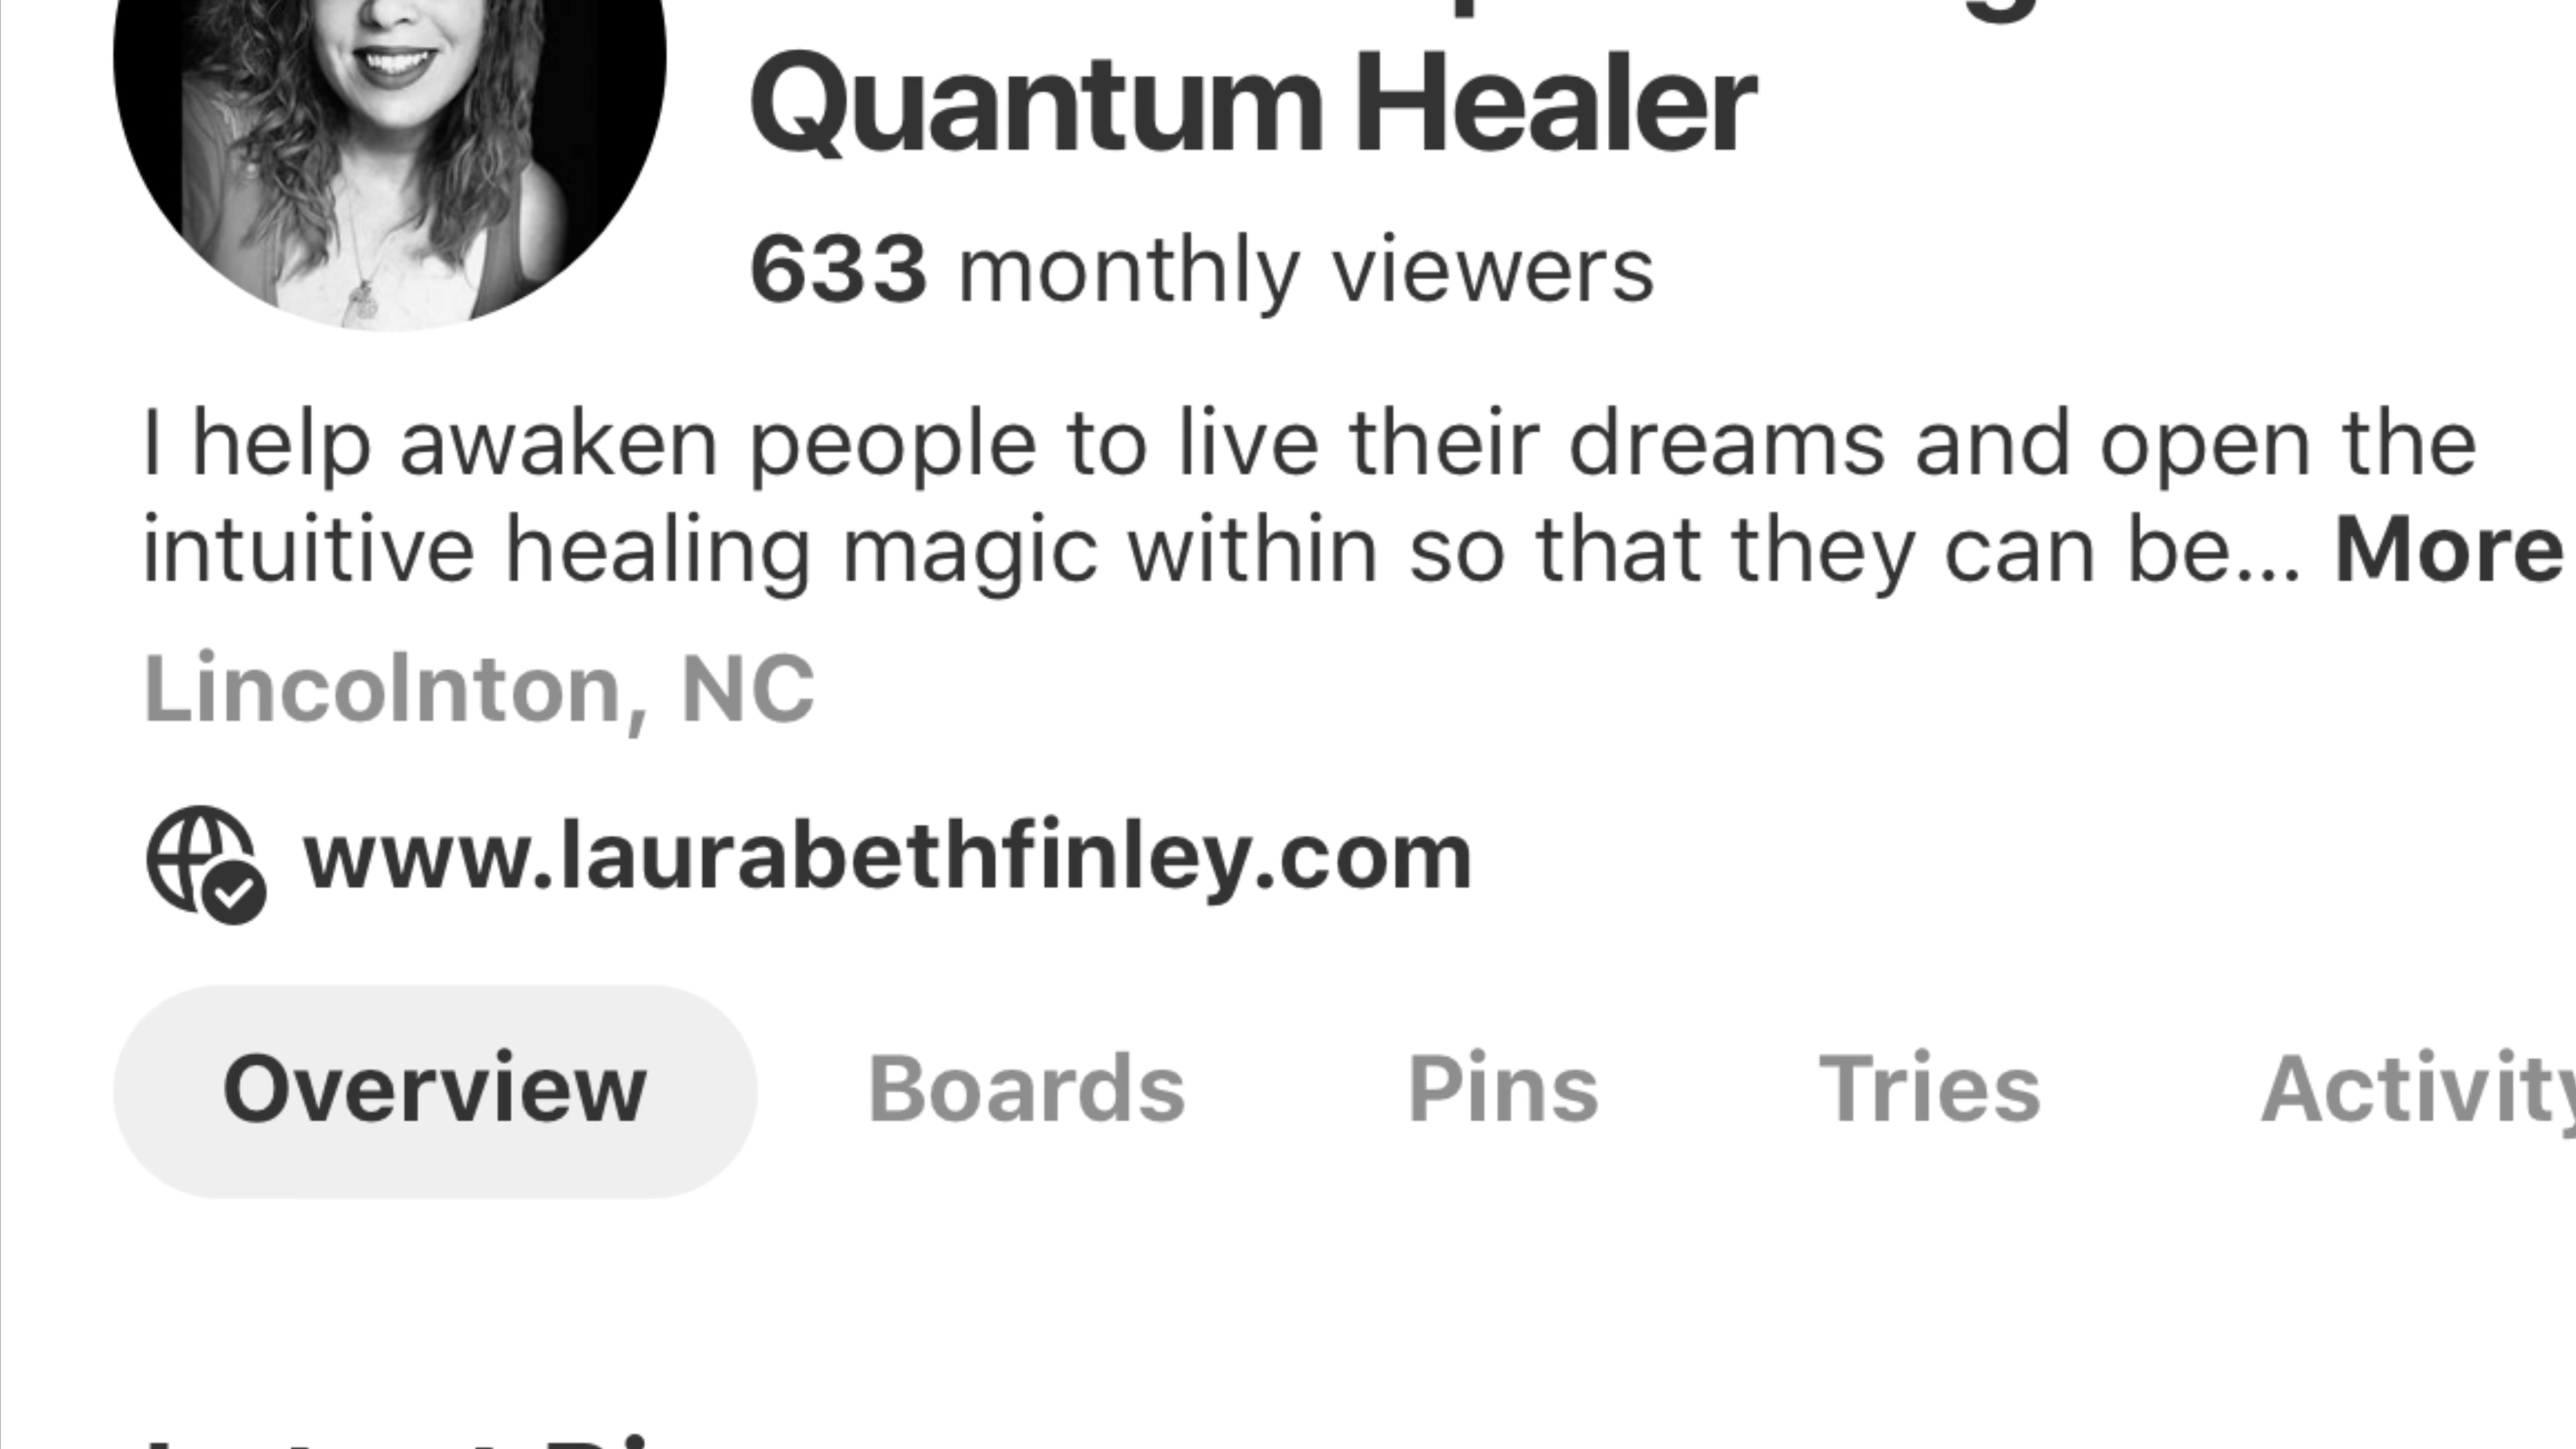 Quantum Healer
633 monthly viewers
I help awaken people to live their dreams and open the
intuitive healing magic within so that they can be... More
Lincolnton, NC
www.laurabethfinley.com
Overview Boards Pins Tries Activity